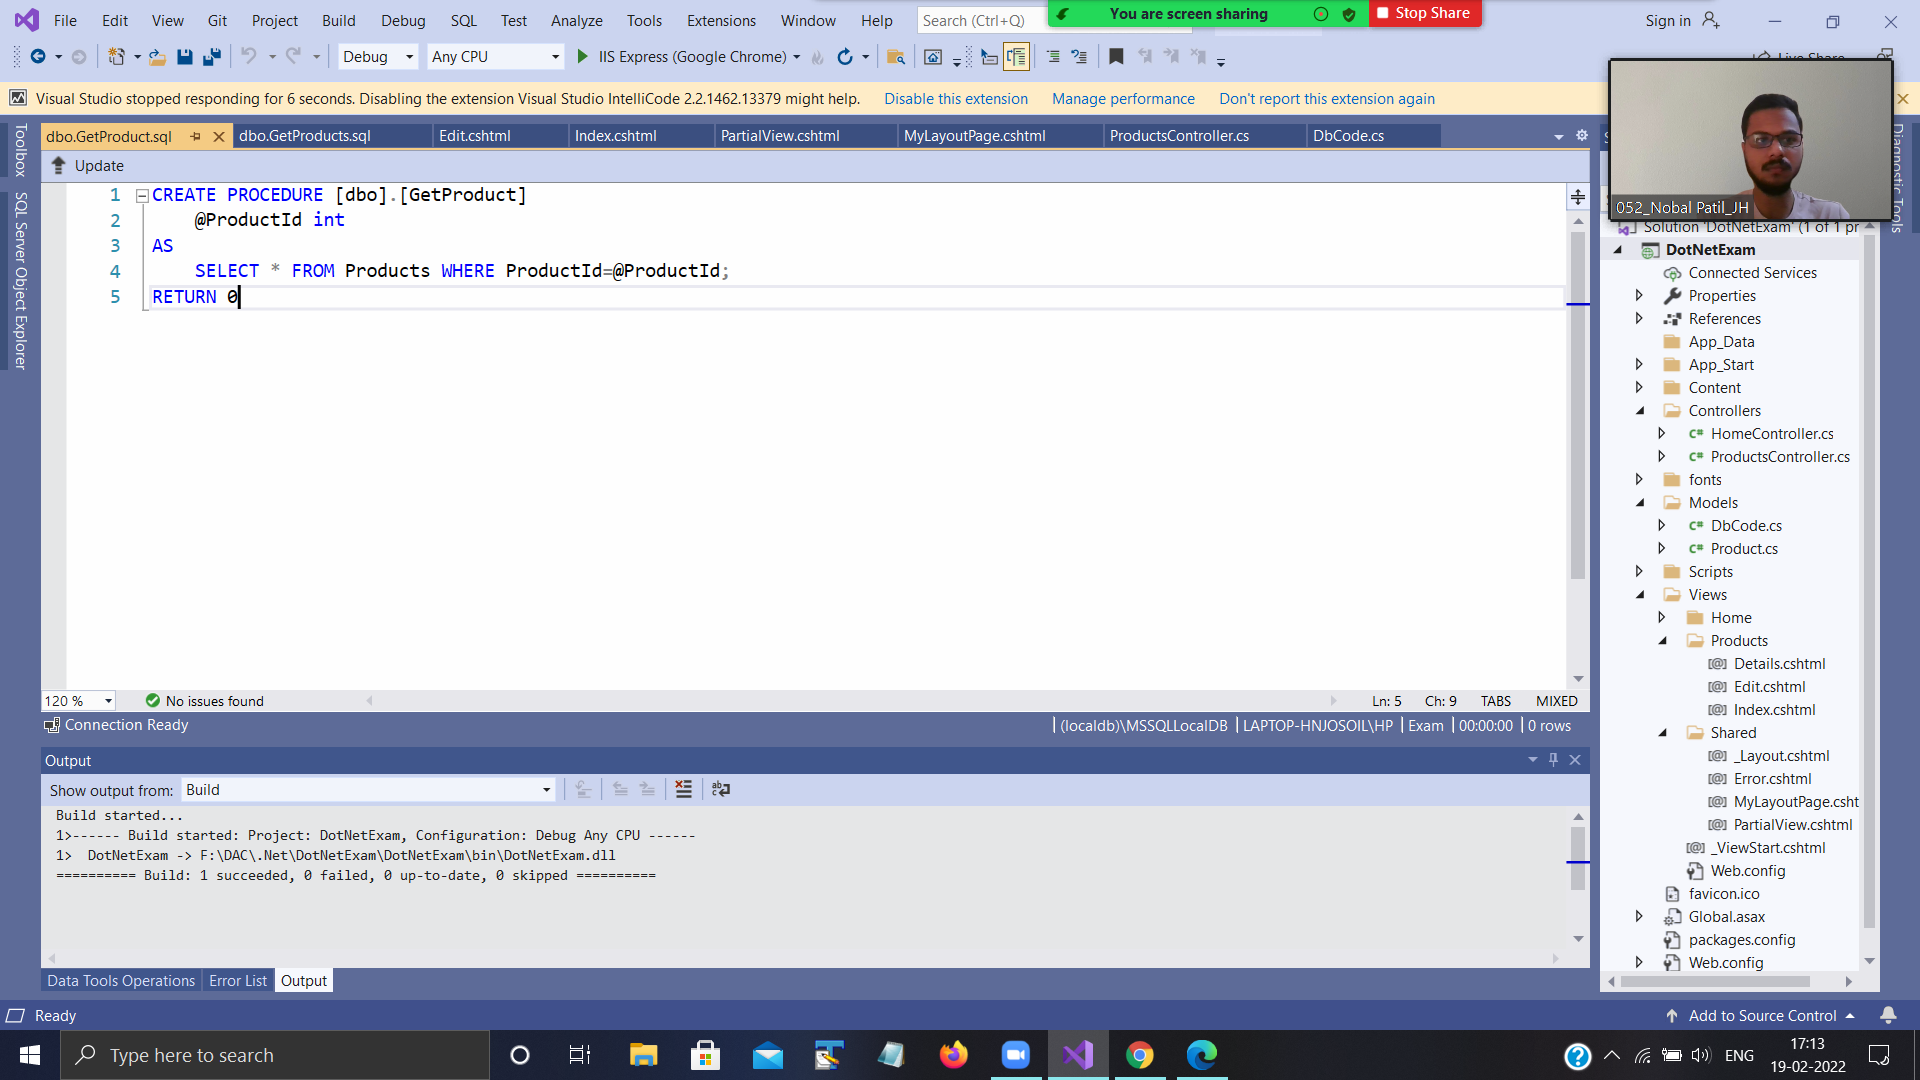 File Edit View Git Project Build Debug SQL Test Analyze Tools Extensions Window Help Search (Ctrl+Q)
You are screen sharing Stop Share
Sign in
Debug Any CPU IIS Express (Google Chrome)
Visual Studio stopped responding for 6 seconds. Disabling the extension Visual Studio IntelliCode 2.2.1462.13379 might help. Disable this extension Manage performance Don't report this extension again
Toolbox
SQL Server Object Explorer
dbo.GetProduct.sql dbo.GetProducts.sql Edit.cshtml Index.cshtml PartialView.cshtml MyLayoutPage.cshtml ProductsController.cs DbCode.cs
Update
1 CREATE PROCEDURE [dbo].[GetProduct]
2 @ProductId int
3 AS
4 SELECT * FROM Products WHERE ProductId=@ProductId;
5 RETURN 0
120 % No issues found Ln: 5 Ch: 9 TABS MIXED
Connection Ready (localdb)\MSSQLLocalDB LAPTOP-HNJOSOIL\HP Exam 00:00:00 0 rows
Output
Show output from: Build
Build started...
1>------ Build started: Project: DotNetExam, Configuration: Debug Any CPU ------
1>  DotNetExam -> F:\DAC\.Net\DotNetExam\DotNetExam\bin\DotNetExam.dll
========== Build: 1 succeeded, 0 failed, 0 up-to-date, 0 skipped ==========
Data Tools Operations Error List Output
052_Nobal Patil_JH
Solution 'DotNetExam' (1 of 1 pr
DotNetExam
Connected Services
Properties
References
App_Data
App_Start
Content
Controllers
C# HomeController.cs
C# ProductsController.cs
fonts
Models
C# DbCode.cs
C# Product.cs
Scripts
Views
Home
Products
[@] Details.cshtml
[@] Edit.cshtml
[@] Index.cshtml
Shared
[@] _Layout.cshtml
[@] Error.cshtml
[@] MyLayoutPage.csht
[@] PartialView.cshtml
[@] _ViewStart.cshtml
Web.config
favicon.ico
Global.asax
packages.config
Web.config
Ready Add to Source Control
Type here to search
ENG
17:13
19-02-2022